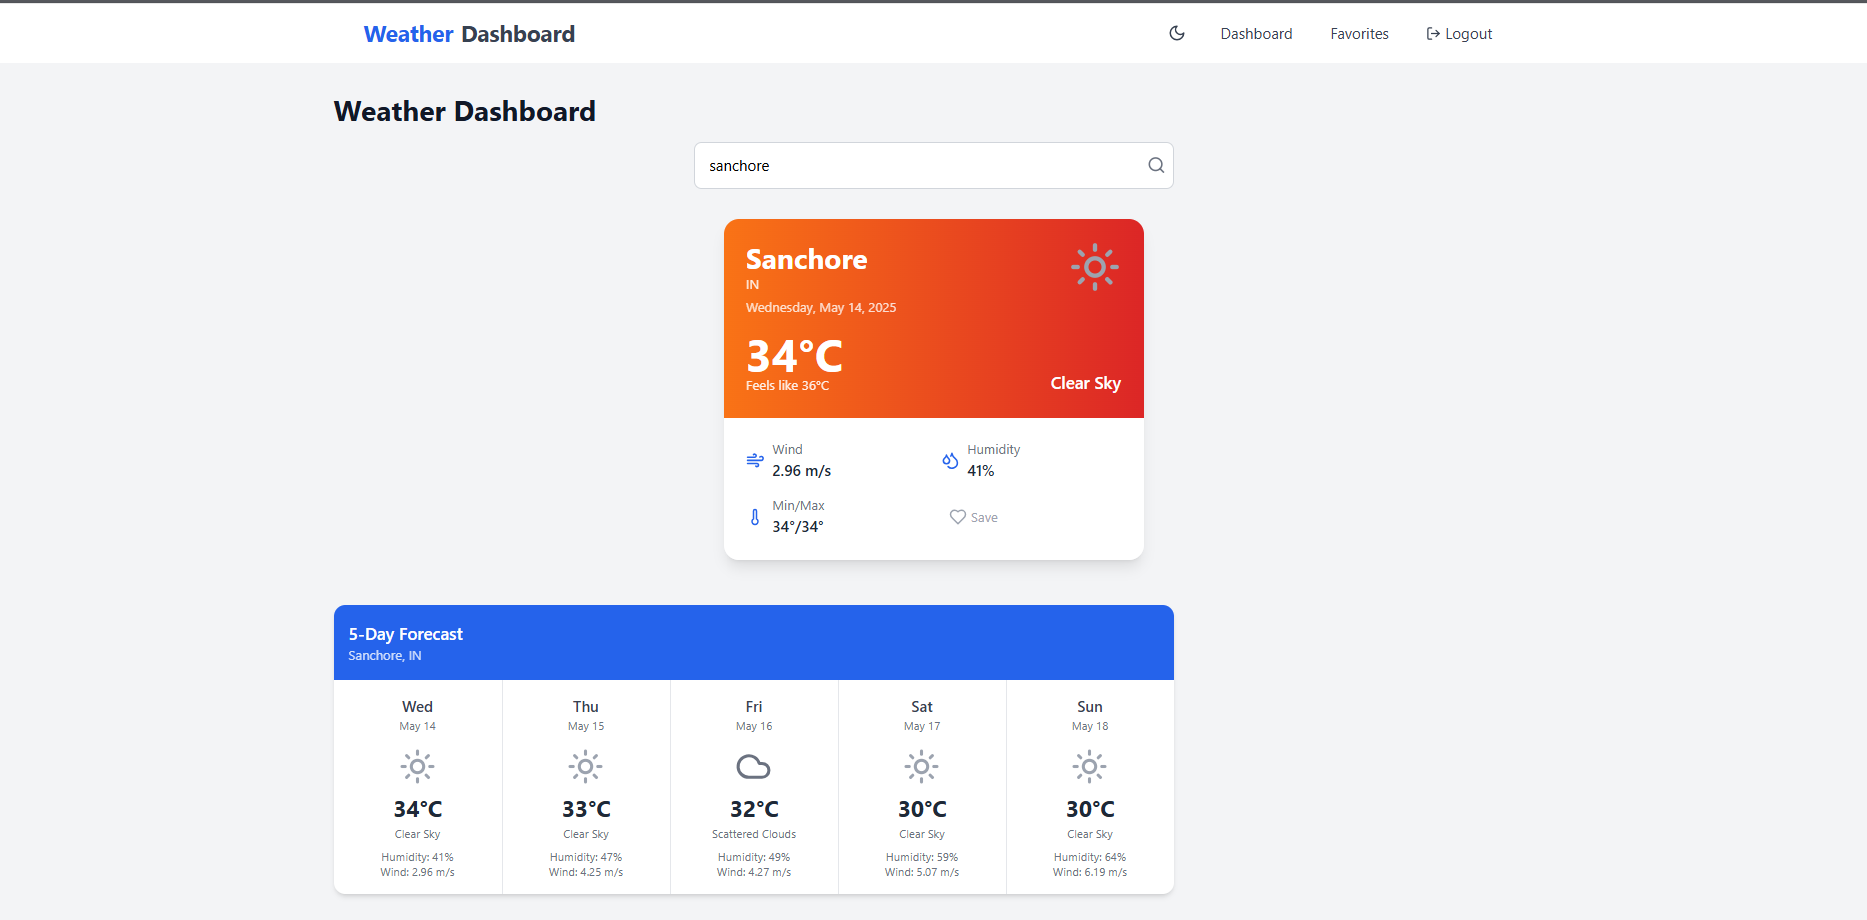 Weather Dashboard
Dashboard
Favorites
Logout
Weather Dashboard
sanchore
Sanchore
IN
Wednesday, May 14, 2025
34°C
Feels like 36°C
Clear Sky
Wind
2.96 m/s
Humidity
41%
Min/Max
34°/34°
Save
5-Day Forecast
Sanchore, IN
Wed
May 14
34°C
Clear Sky
Humidity: 41%
Wind: 2.96 m/s
Thu
May 15
33°C
Clear Sky
Humidity: 47%
Wind: 4.25 m/s
Fri
May 16
32°C
Scattered Clouds
Humidity: 49%
Wind: 4.27 m/s
Sat
May 17
30°C
Clear Sky
Humidity: 59%
Wind: 5.07 m/s
Sun
May 18
30°C
Clear Sky
Humidity: 64%
Wind: 6.19 m/s